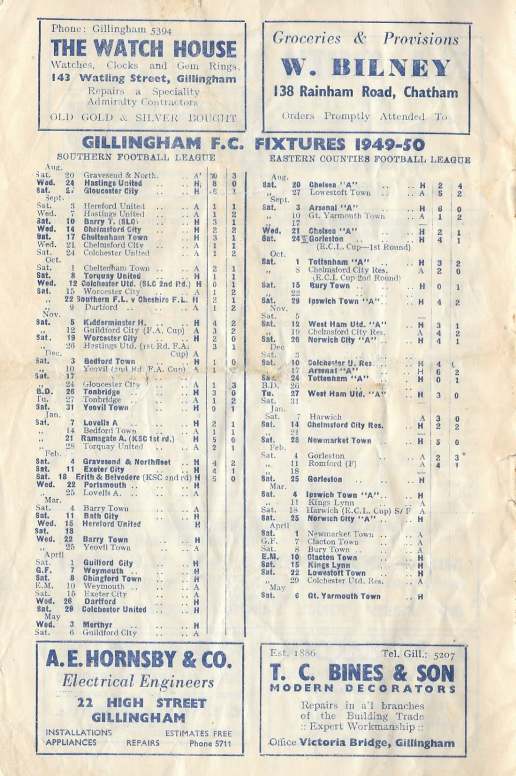 Phone: Gillingham 5394
THE WATCH HOUSE
Watches, Clocks and Gem Rings.
143 Watling Street, Gillingham
Repairs a Speciality
Admiralty Contractors
OLD GOLD & SILVER BOUGHT
Groceries & Provisions
W. BILNEY
138 Rainham Road, Chatham
Orders Promptly Attended To
GILLINGHAM F.C. FIXTURES 1949-50
SOUTHERN FOOTBALL LEAGUE
Aug.
Sat. 20 Gravesend & North. A 3
Wed. 24 Hastings United H 8 0
Sat. 27 Gloucester City H 1
Sept.
Sat. 3 Hereford United A 1 1
Wed. 7 Hastings United A 1 2
Sat. 10 Barry T. (SLC) H 3 1
Wed. 14 Chelmsford City H 2 2
Sat. 17 Cheltenham Town H 3 1
Wed. 21 Chelmsford City A 1 1
Sat. 24 Colchester United A 1 2
Oct.
Sat. 1 Cheltenham Town A 2 1
Sat. 8 Torquay United H 1 1
Wed. 12 Colchester Utd. (SLC 2nd Rd.) H 0 1
Sat. 15 Worcester City A 1 2
,, 22 Southern F.L. v Cheshire F.L. H 2 1
,, 29 Dartford A 1 2
Nov.
Sat. 5 Kidderminster H. H 4 2
,, 12 Guildford City (F.A. Cup) A 3 2
Sat. 19 Worcester City H 2 0
,, 26 Hastings Utd. (1st Rd. F.A. Cup) A 3 1
Dec.
Sat. 3 Bedford Town H 1 0
,, 10 Yeovil (2nd Rd. F.A. Cup) A 1 3
Sat. 17
,, 24 Gloucester City A 1 3
B.D. 26 Tonbridge H 3 0
Tu. 27 Tonbridge A 1 2
Sat. 31 Yeovil Town H 0 1
Jan.
Sat. 7 Lovells A H 2 1
,, 14 Bedford Town A 1 1
,, 21 Ramsgate A. (KSC 1st rd.) H 5 0
,, 28 Torquay United A 2 1
Feb.
Sat. 4 Gravesend & Northfleet H 4 2
Sat. 11 Exeter City H 4 1
Sat. 18 Erith & Belvedere (KSC 2nd rd) H 5 0
Wed. 22 Portsmouth H
,, 25 Lovells A. A
Mar.
Sat. 4 Barry Town A
Sat. 11 Bath City H
Wed. 15 Hereford United H
Sat. 18
Wed. 22 Barry Town H
,, 25 Yeovil Town A
April
Sat. 1 Guilford City H
G.F. 7 Weymouth H
Sat. 8 Chingford Town H
E.M. 10 Weymouth A
Sat. 15 Exeter City A
Wed. 26 Dartford H
Sat. 29 Colchester United H
May
Wed. 3 Merthyr H
Sat. 6 Guildford City A
EASTERN COUNTIES FOOTBALL LEAGUE
Aug.
Sat. 20 Chelsea "A" H 2 4
,, 27 Lowestoft Town A 5 2
Sept.
Sat. 3 Arsenal "A" H 6 0
,, 10 Gt. Yarmouth Town A 1 2
,, 17
Wed. 21 Chelsea "A" H 2 1
Sat. 24 Gorleston H 4 1
(E.C.L. Cup—1st Round)
Oct.
Sat. 1 Tottenham "A" H 3 2
,, 8 Chelmsford City Res. A 2 0
(E.C.L. Cup 2nd Round)
Sat. 15 Bury Town H 0 1
,, 22
Sat. 29 Ipswich Town "A" H 4 2
Nov.
Sat. 5
Sat. 12 West Ham Utd. "A" H 3 1
,, 19 Chelmsford City Res. A 4 2
Sat. 26 Norwich City "A" H 4 1
Dec.
Sat. 3
Sat. 10 Colchester U. Res H 4
,, 17 Arsenal "A" H 6 2
Sat. 24 Tottenham "A" H 0 1
B.D. 26
Tu. 27 West Ham Utd. "A" H 3 0
Sat. 31
Jan.
Sat. 7 Harwich A 3 0
Sat. 14 Chelmsford City Res. H 2 2
,, 21
Sat. 28 Newmarket Town H 5 0
Feb.
Sat. 4 Gorleston A 2 3
,, 11 Romford (F) A 4 1
,, 18
Sat. 25 Gorleston H
Mar.
Sat. 4 Ipswich Town "A" H
,, 11 Kings Lynn A
Sat. 18 Harwich (E.C.L. Cup) S/F A
Sat. 25 Norwich City "A" H
April
Sat. 1 Newmarket Town A
G.F. 7 Clacton Town A
Sat. 8 Bury Town A
E.M. 10 Clacton Town H
Sat. 15 Kings Lynn H
Sat. 22 Lowestoft Town H
,, 29 Colchester Utd. Res. A
May
Sat. 6 Gt. Yarmouth Town H
A. E. HORNSBY & CO.
Electrical Engineers
22 HIGH STREET
GILLINGHAM
INSTALLATIONS ESTIMATES FREE
APPLIANCES REPAIRS Phone 5711
Est. 1886 Tel. Gill.: 5207
T. C. BINES & SON
MODERN DECORATORS
Repairs in a'l branches
of the Building Trade
:: Expert Workmanship ::
Office Victoria Bridge, Gillingham